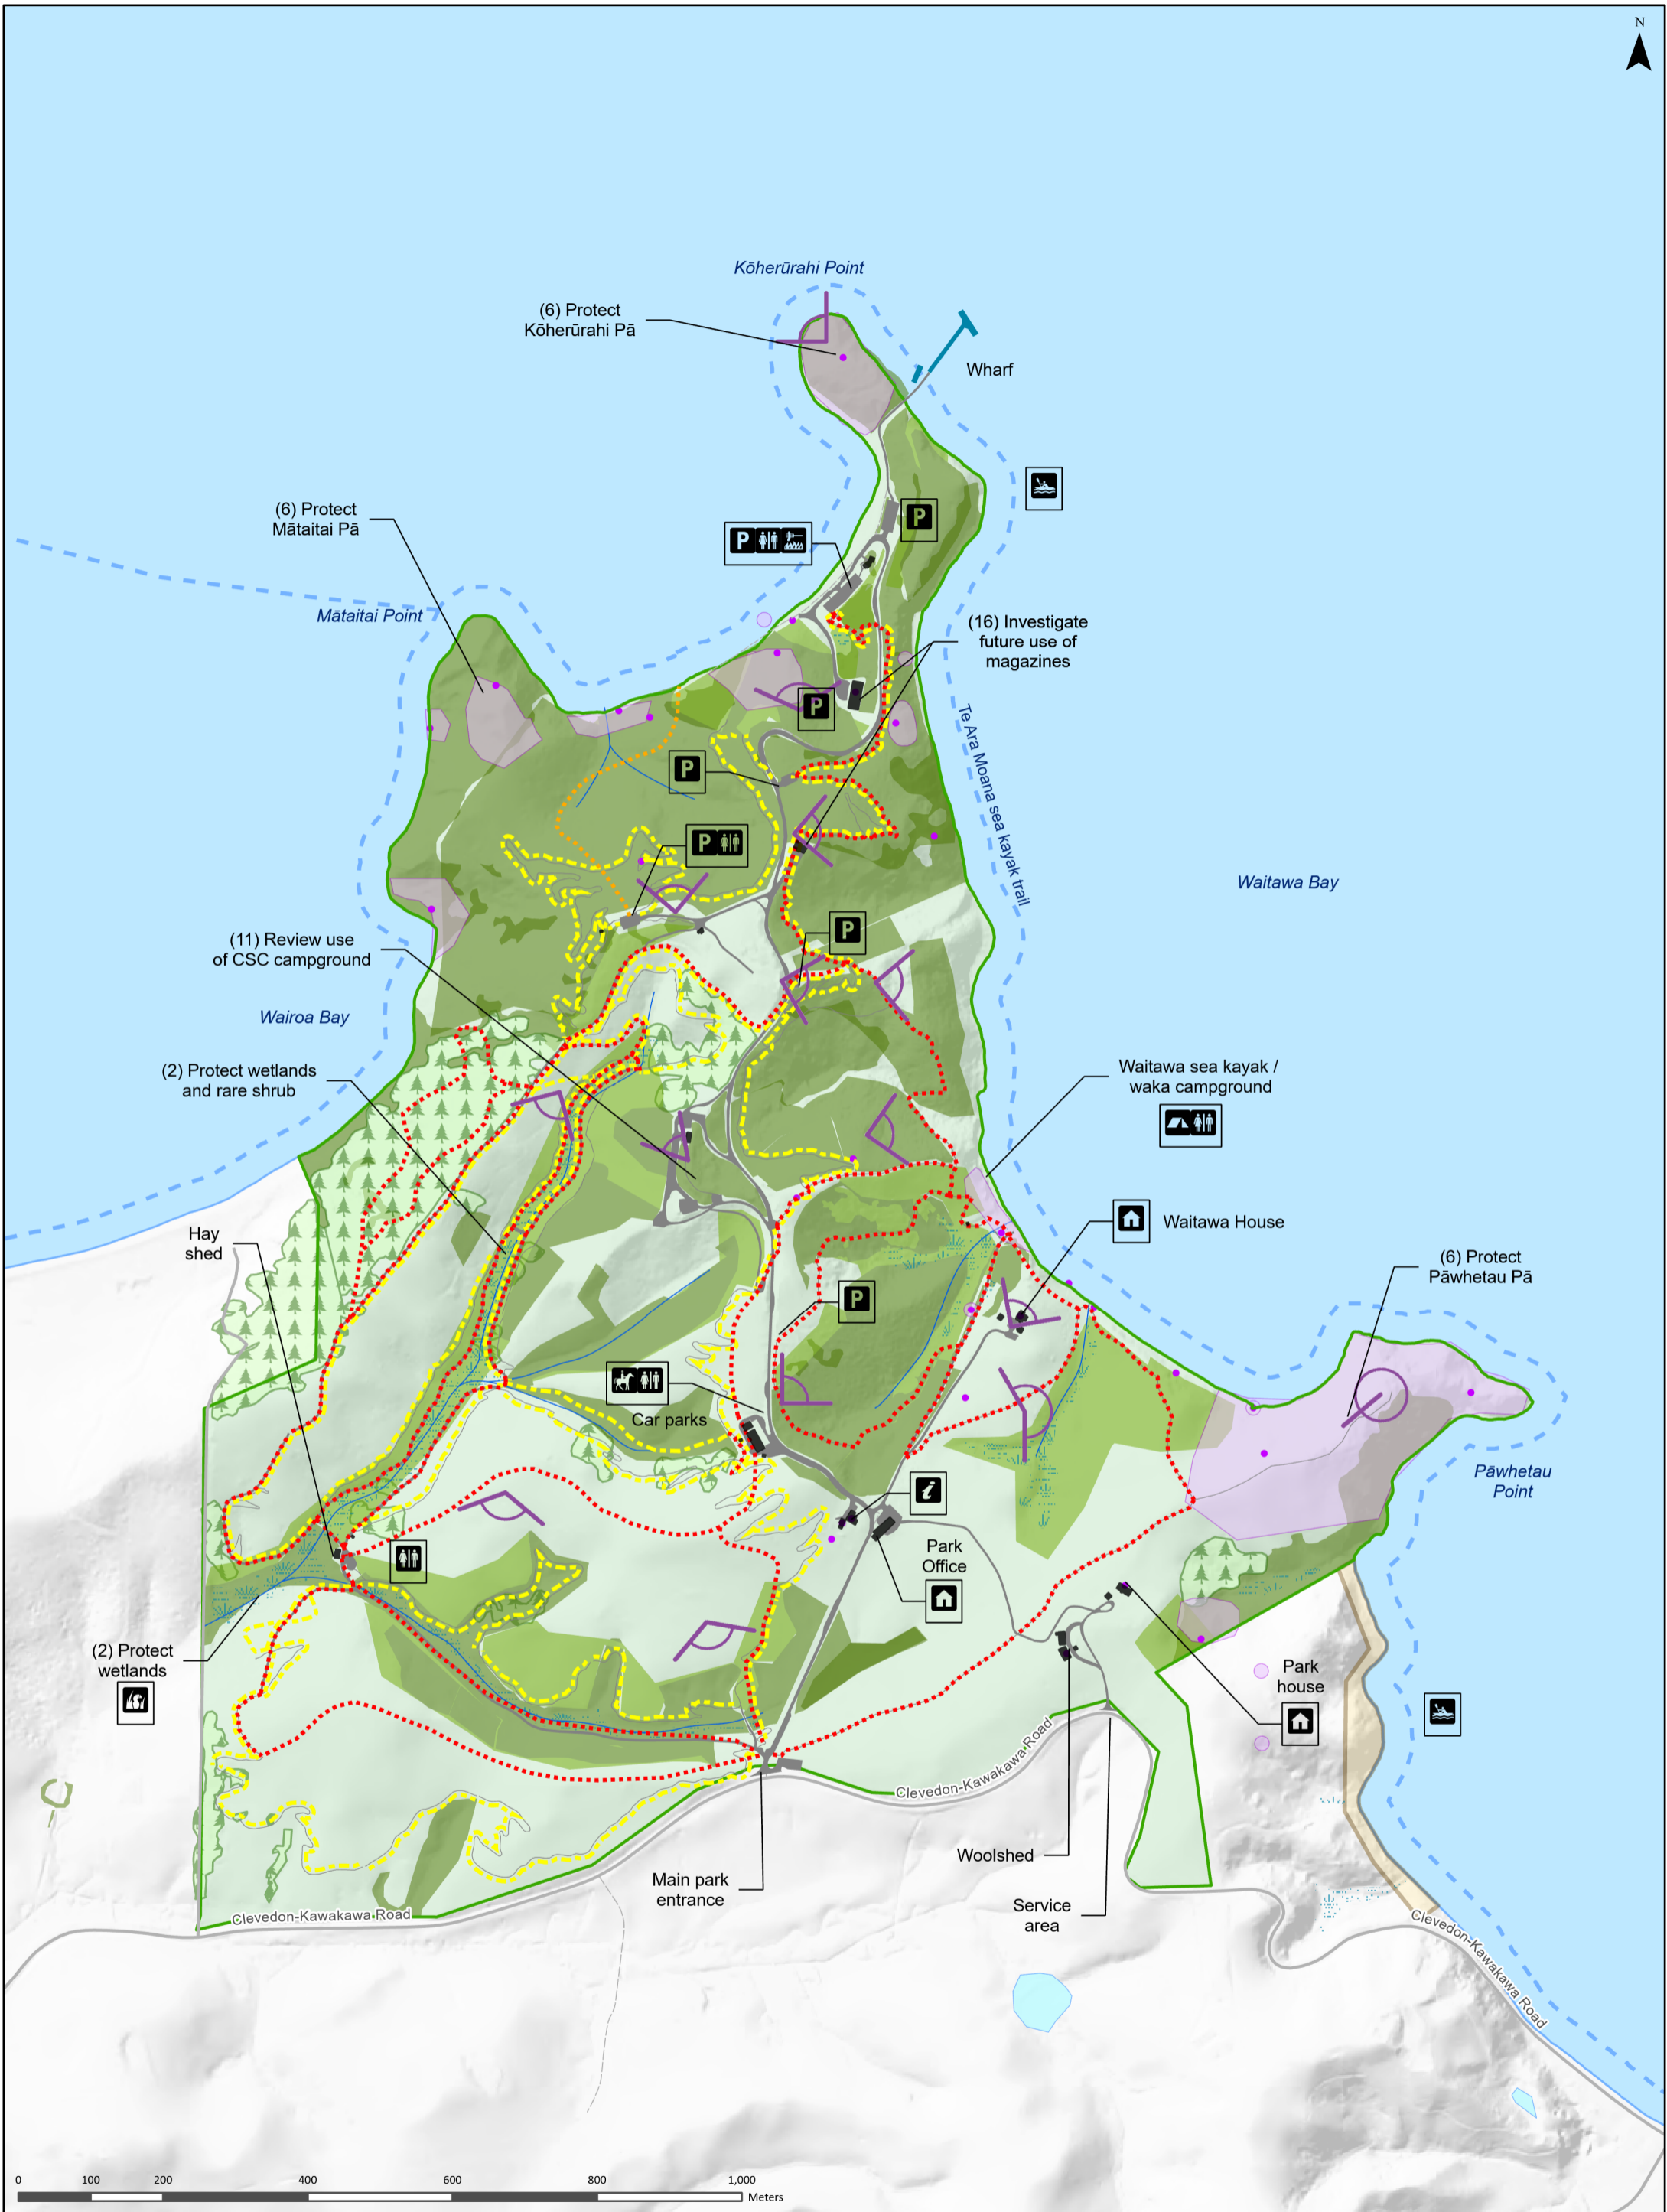 N
Kōherūrahi Point
(6) Protect
Kōherūrahi Pā
Wharf
(6) Protect
Mātaitai Pā
P
P
Mātaitai Point
(16) Investigate
future use of
magazines
P
Te Ara Moana sea kayak trail
P
P
Waitawa Bay
P
(11) Review use
of CSC campground
Wairoa Bay
(2) Protect wetlands
and rare shrub
Waitawa sea kayak /
waka campground
Hay
shed
Waitawa House
(6) Protect
Pāwhetau Pā
P
Car parks
Pāwhetau
Point
i
Park
Office
(2) Protect
wetlands
Park
house
Clevedon-Kawakawa Road
Woolshed
Main park
entrance
Service
area
Clevedon-Kawakawa Road
Clevedon-Kawakawa Road
0 100 200 400 600 800 1,000
Meters